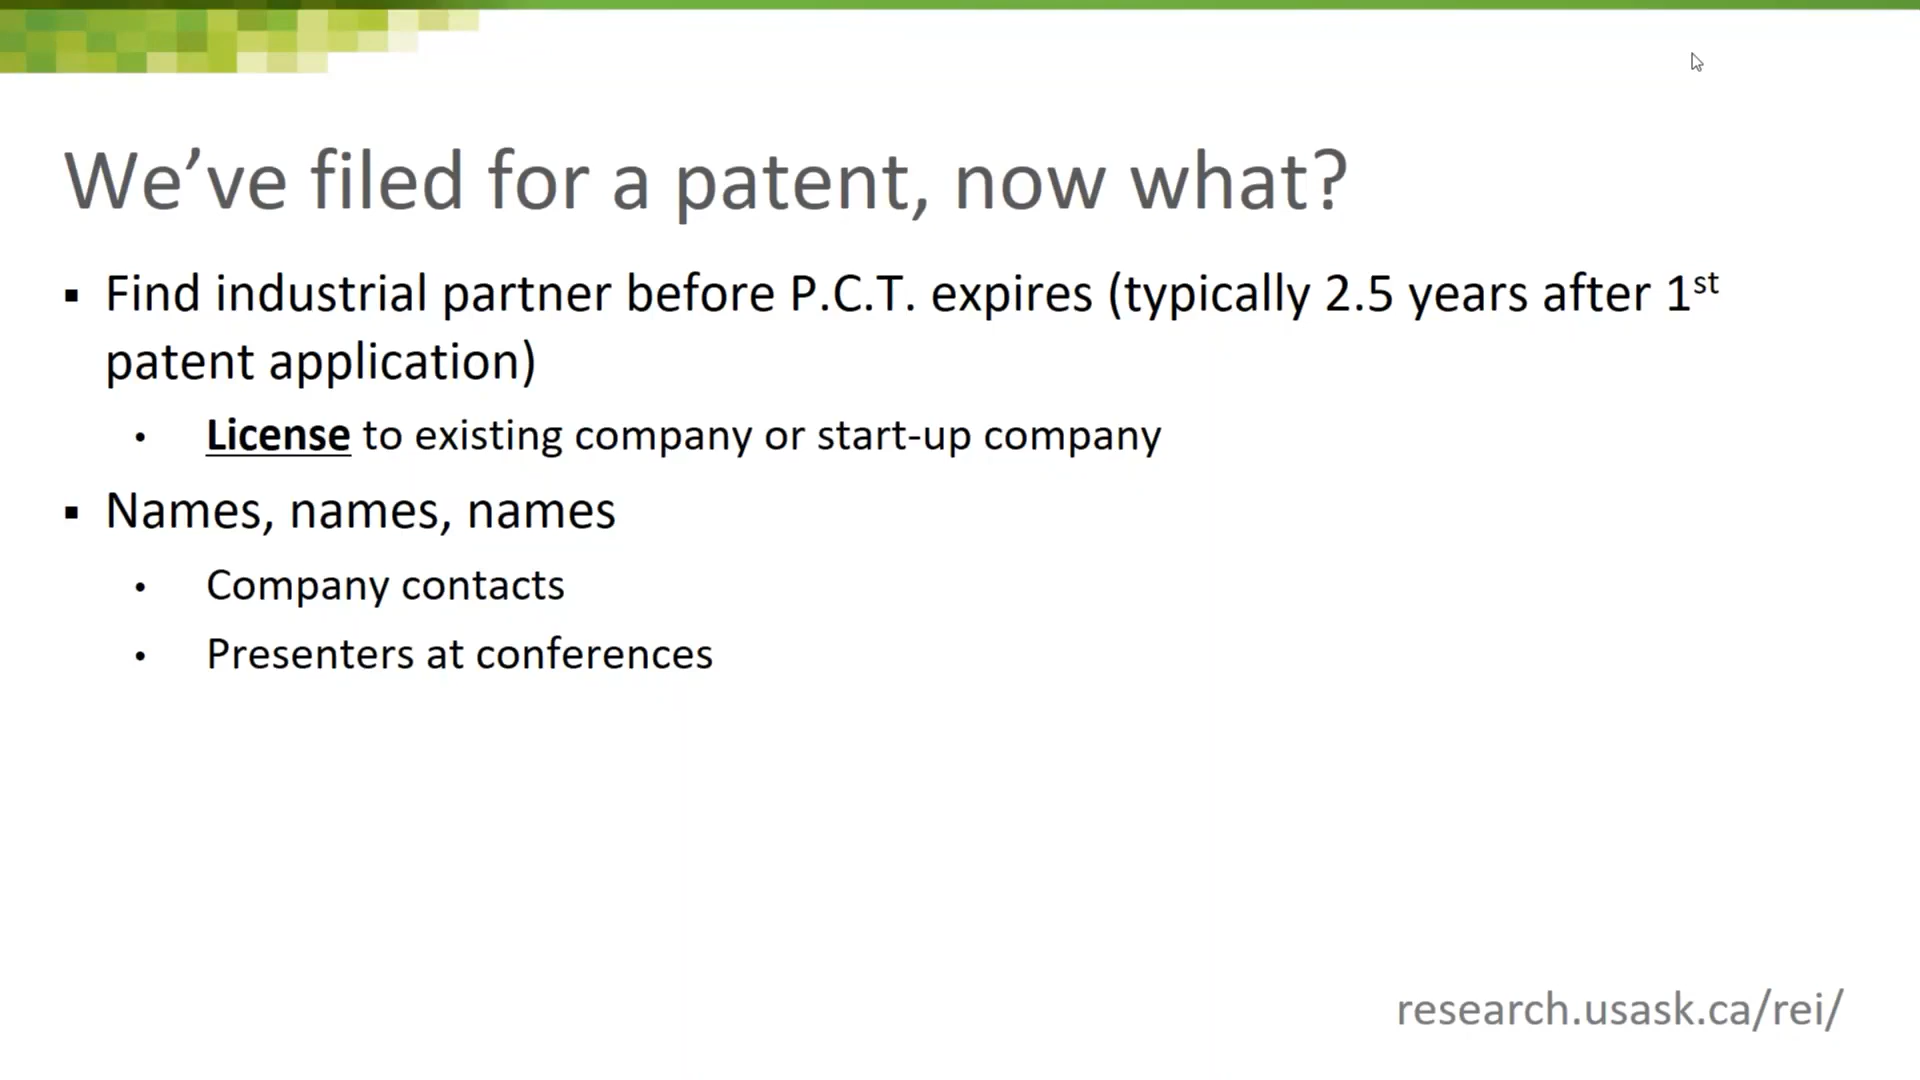 We’ve filed for a patent, now what?
▪ Find industrial partner before P.C.T. expires (typically 2.5 years after 1st
patent application)
• License to existing company or start-up company
▪ Names, names, names
• Company contacts
• Presenters at conferences
research.usask.ca/rei/